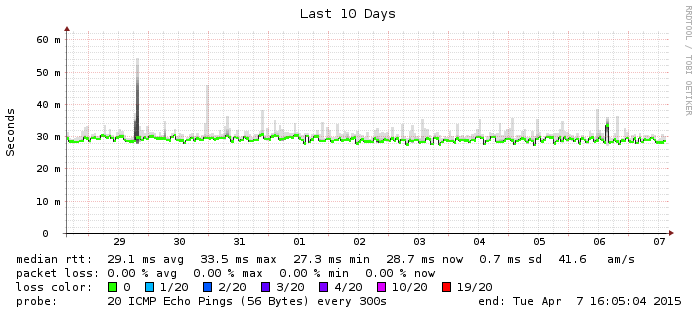 Last 10 Days
RRDTOOL / TOBI OETIKER
Seconds
60 m
50 m
40 m
30 m
20 m
10 m
0
29 30 31 01 02 03 04 05 06 07
median rtt: 29.1 ms avg 33.5 ms max 27.3 ms min 28.7 ms now 0.7 ms sd 41.6 am/s
packet loss: 0.00 % avg 0.00 % max 0.00 % min 0.00 % now
loss color: 0 1/20 2/20 3/20 4/20 10/20 19/20
probe: 20 ICMP Echo Pings (56 Bytes) every 300s end: Tue Apr 7 16:05:04 2015